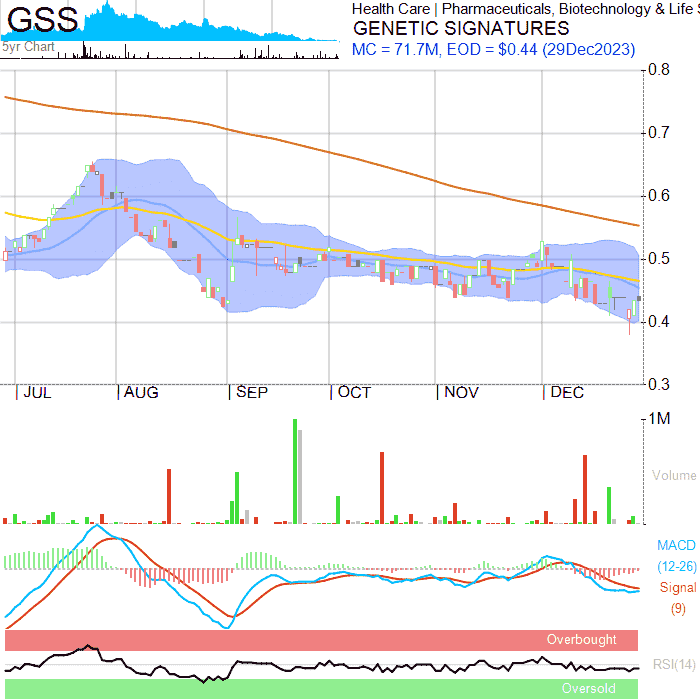 GSS
5yr Chart
Health Care | Pharmaceuticals, Biotechnology & Life S
GENETIC SIGNATURES
MC = 71.7M, EOD = $0.44 (29Dec2023)
0.8
0.7
0.6
0.5
0.4
0.3
JUL AUG SEP OCT NOV DEC
1M
Volume
MACD
(12-26)
Signal
(9)
Overbought
RSI(14)
Oversold